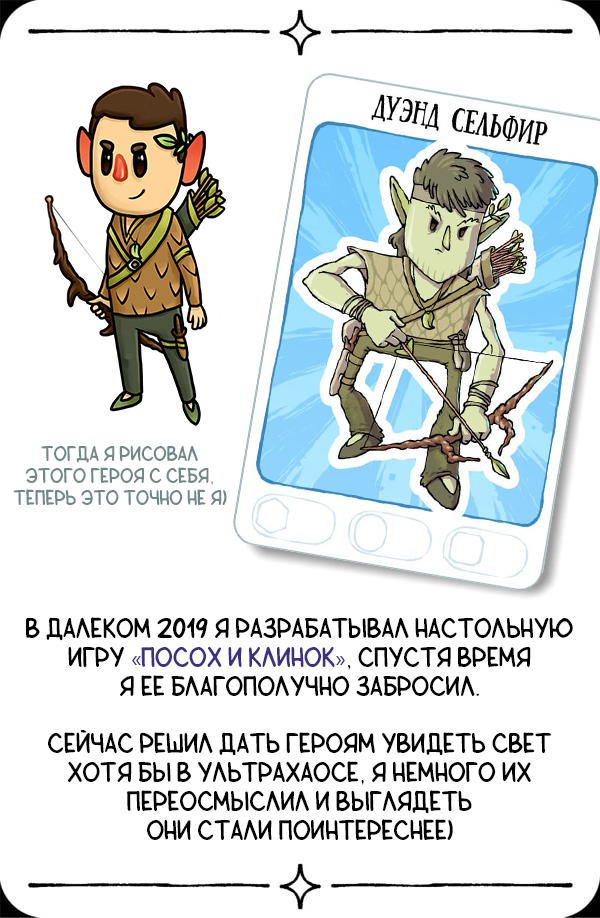 ДУЭНД СЕЛЬФИР
ТОГДА Я РИСОВАЛ
ЭТОГО ГЕРОЯ С СЕБЯ,
ТЕПЕРЬ ЭТО ТОЧНО НЕ Я)
В ДАЛЕКОМ 2019 Я РАЗРАБАТЫВАЛ НАСТОЛЬНУЮ
ИГРУ «ПОСОХ И КЛИНОК», СПУСТЯ ВРЕМЯ
Я ЕЕ БЛАГОПОЛУЧНО ЗАБРОСИЛ.
СЕЙЧАС РЕШИЛ ДАТЬ ГЕРОЯМ УВИДЕТЬ СВЕТ
ХОТЯ БЫ В УЛЬТРАХАОСЕ, Я НЕМНОГО ИХ
ПЕРЕОСМЫСЛИЛ И ВЫГЛЯДЕТЬ
ОНИ СТАЛИ ПОИНТЕРЕСНЕЕ)